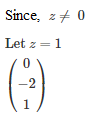 Since, z ≠ 0
Let z = 1
0
−2
1